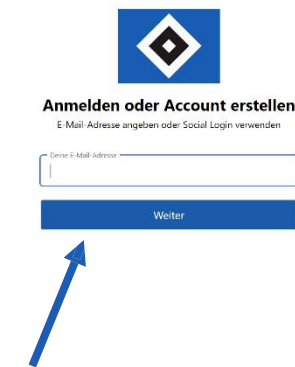 Anmelden oder Account erstellen
E-Mail-Adresse angeben oder Social Login verwenden
Deine E-Mail-Adresse
Weiter